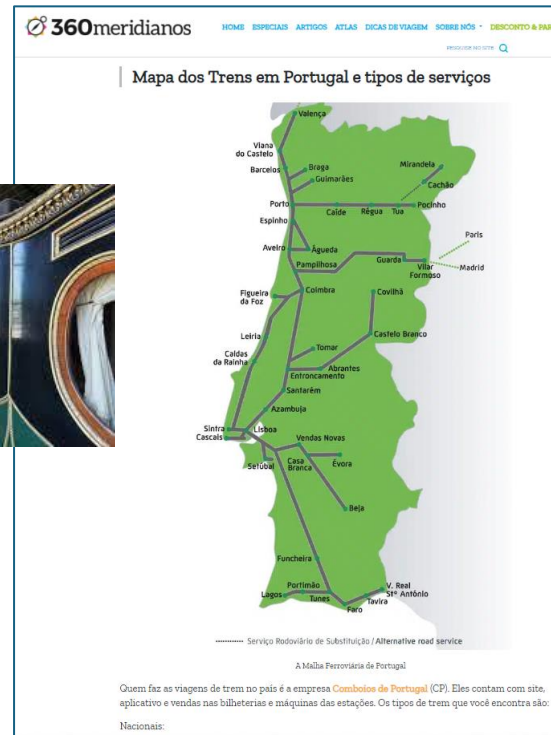 360meridianos
HOME ESPECIAIS ARTIGOS ATLAS DICAS DE VIAGEM SOBRE NÓS DESCONTO & PAR
PESQUISE NO SITE
Mapa dos Trens em Portugal e tipos de serviços
Valença
Viana
do Castelo
Barcelos
Braga
Guimarães
Mirandela
Cachão
Porto
Caíde
Régua
Tua
Pocinho
Espinho
Paris
Aveiro
Águeda
Guarda
Pampilhosa
Vilar
Formoso
Madrid
Figueira
da Foz
Coimbra
Covilhã
Leiria
Castelo Branco
Tomar
Caldas
da Rainha
Abrantes
Entroncamento
Santarém
Azambuja
Sintra
Lisboa
Cascais
Vendas Novas
Setúbal
Casa
Branca
Évora
Beja
Funcheira
Portimão
V. Real
Stº António
Lagos
Tunes
Tavira
Faro
Serviço Rodoviário de Substituição / Alternative road service
A Malha Ferroviária de Portugal
Quem faz as viagens de trem no país é a empresa Comboios de Portugal (CP). Eles contam com site,
aplicativo e vendas nas bilheterias e máquinas das estações. Os tipos de trem que você encontra são:
Nacionais: